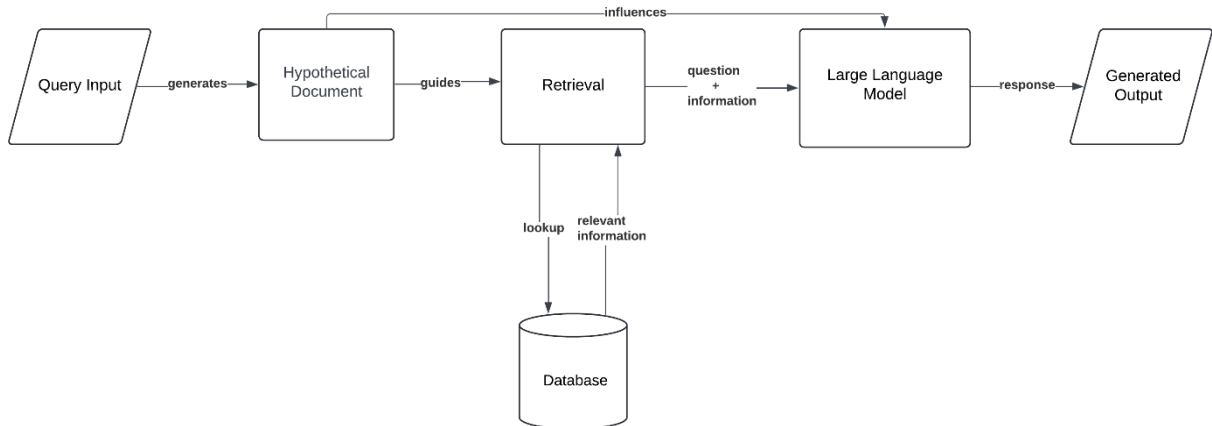 influences
Query Input
generates
Hypothetical
Document
guides
Retrieval
question
+
information
Large Language
Model
response
Generated
Output
lookup
relevant
information
Database